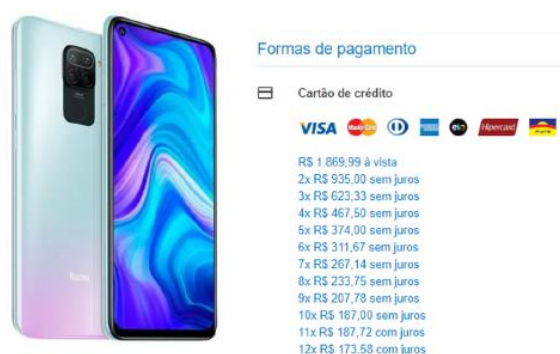 Formas de pagamento
Cartão de crédito
VISA MasterCard elo Hipercard
R$ 1.869,99 à vista
2x R$ 935,00 sem juros
3x R$ 623,33 sem juros
4x R$ 467,50 sem juros
5x R$ 374,00 sem juros
6x R$ 311,67 sem juros
7x R$ 267,14 sem juros
8x R$ 233,75 sem juros
9x R$ 207,78 sem juros
10x R$ 187,00 sem juros
11x R$ 187,72 com juros
12x R$ 173,58 com juros